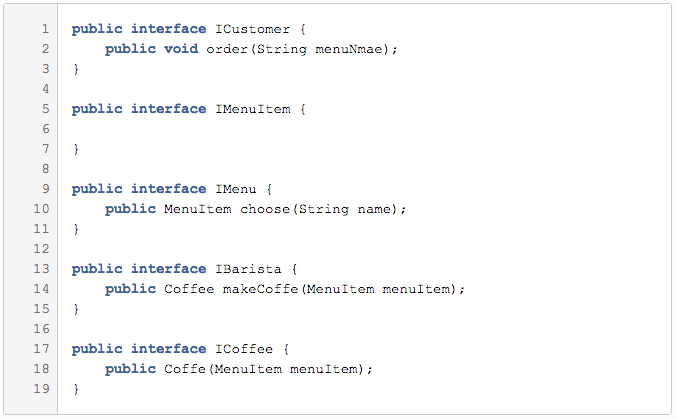 1 public interface ICustomer {
2 public void order(String menuNmae);
3 }
4
5 public interface IMenuItem {
6
7 }
8
9 public interface IMenu {
10 public MenuItem choose(String name);
11 }
12
13 public interface IBarista {
14 public Coffee makeCoffe(MenuItem menuItem);
15 }
16
17 public interface ICoffee {
18 public Coffe(MenuItem menuItem);
19 }